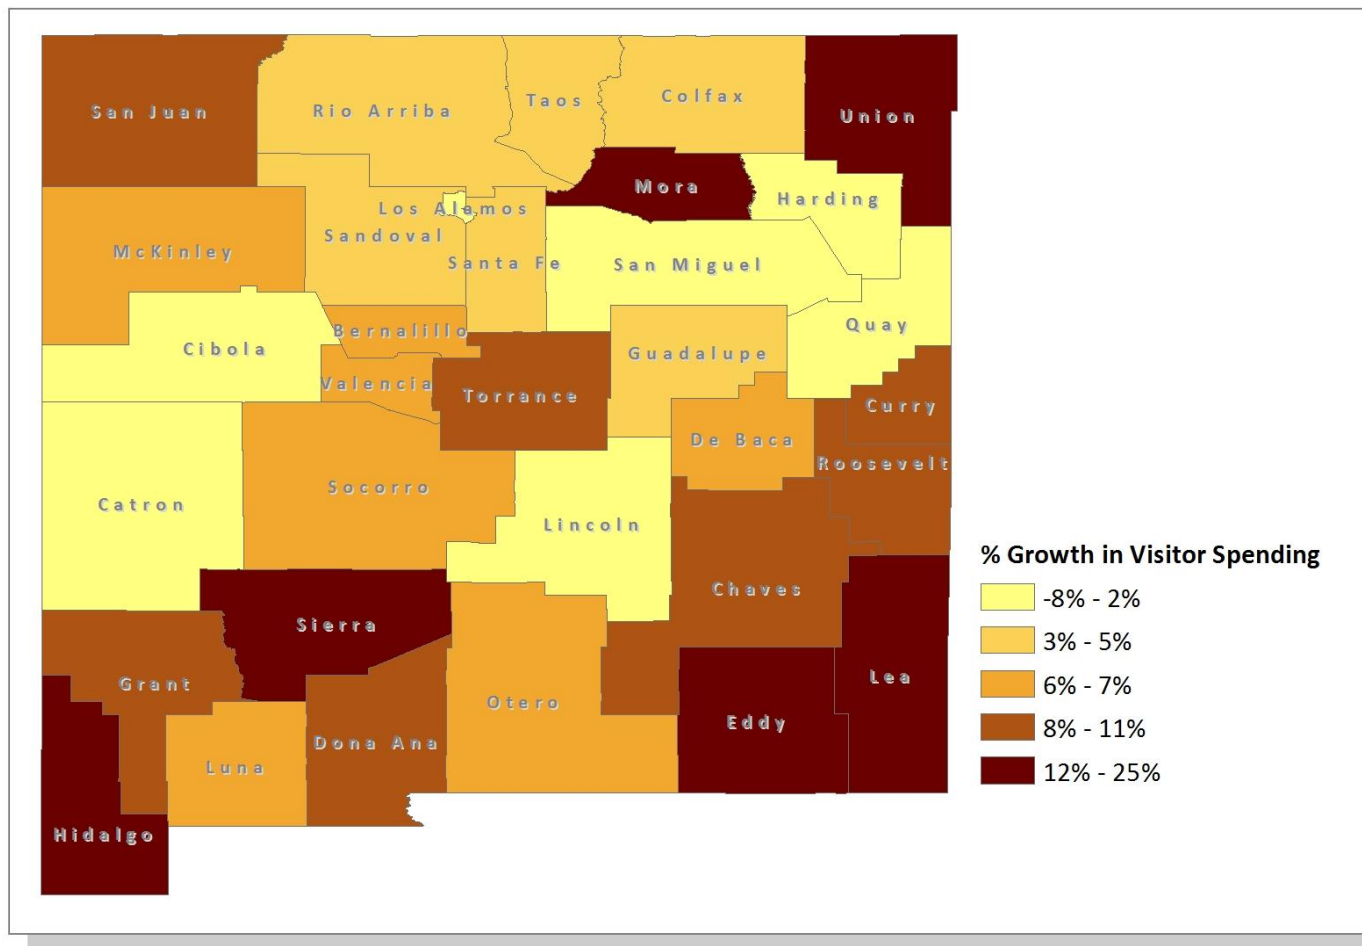 San Juan
Rio Arriba
Taos
Colfax
Union
Mora
Harding
Los Alamos
Sandoval
McKinley
Santa Fe
San Miguel
Quay
Bernalillo
Cibola
Guadalupe
Valencia
Torrance
Curry
De Baca
Roosevelt
Socorro
Catron
Lincoln
Chaves
Sierra
Grant
Lea
Otero
Eddy
Dona Ana
Luna
Hidalgo
% Growth in Visitor Spending
-8% - 2%
3% - 5%
6% - 7%
8% - 11%
12% - 25%